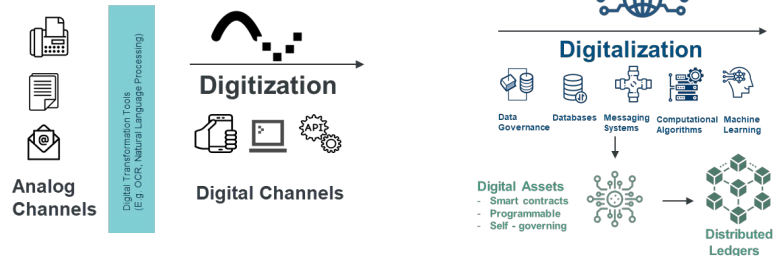 Analog
Channels
Digital Transformation Tools
(E.g. OCR, Natural Language Processing)
Digitization
API
Digital Channels
Digitalization
Data
Governance
Databases
Messaging
Systems
Computational
Algorithms
Machine
Learning
Digital Assets
- Smart contracts
- Programmable
- Self - governing
Distributed
Ledgers